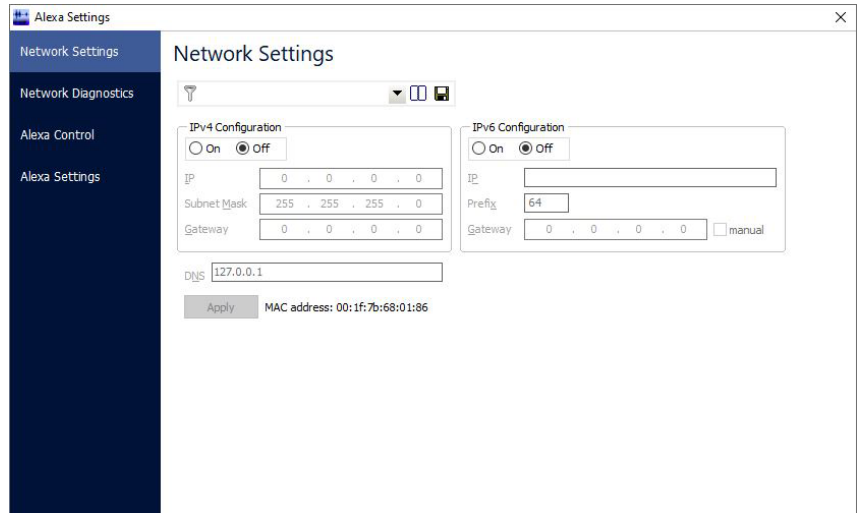 Alexa Settings
Network Settings
Network Diagnostics
Alexa Control
Alexa Settings
Network Settings
IPv4 Configuration
On Off
IP 0 . 0 . 0 . 0
Subnet Mask 255 . 255 . 255 . 0
Gateway 0 . 0 . 0 . 0
IPv6 Configuration
On Off
IP
Prefix 64
Gateway 0 . 0 . 0 . 0 manual
DNS 127.0.0.1
Apply MAC address: 00:1f:7b:68:01:86